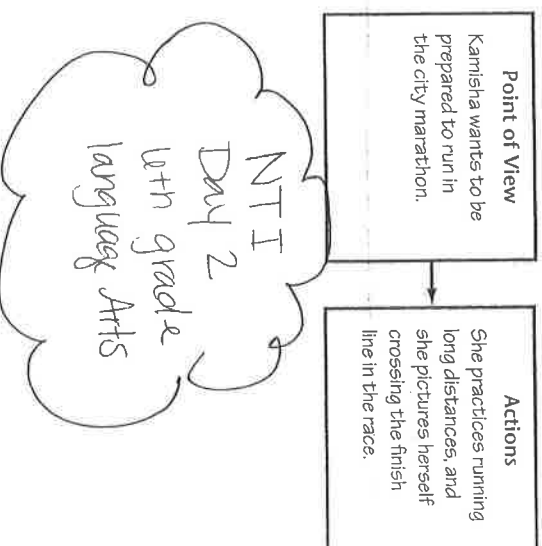 Point of View
Kamisha wants to be
prepared to run in
the city marathon.
Actions
She practices running
long distances, and
she pictures herself
crossing the finish
line in the race.
NTI
Day 2
6th grade
language Arts